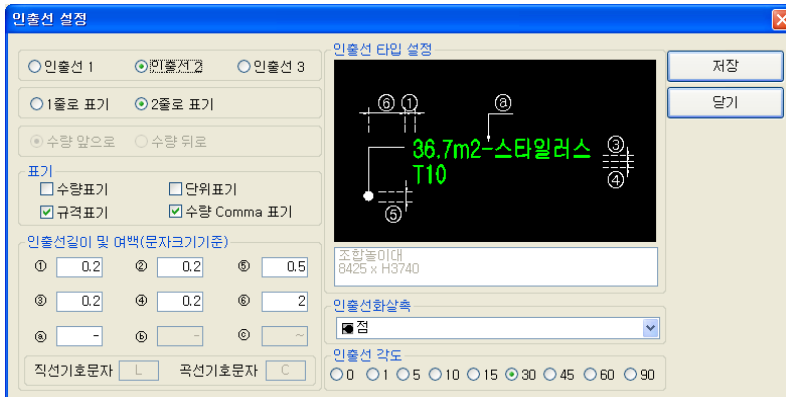 인출선 설정
인출선 1 인출선 2 인출선 3
1줄로 표기 2줄로 표기
수량 앞으로 수량 뒤로
표기
수량표기 단위표기
규격표기 수량 Comma 표기
인출선길이 및 여백(문자크기기준)
① 0.2 ② 0.2 ⑤ 0.5
③ 0.2 ④ 0.2 ⑥ 2
ⓐ - ⓑ - ⓒ ~
직선기호문자 L 곡선기호문자 C
인출선 타입 설정
⑥ ① ⓐ
36.7m2-스타일러스 ③
T10 ④
⑤
조합놀이대
8425 x H3740
인출선화살촉
점
인출선 각도
0 1 5 10 15 30 45 60 90
저장
닫기